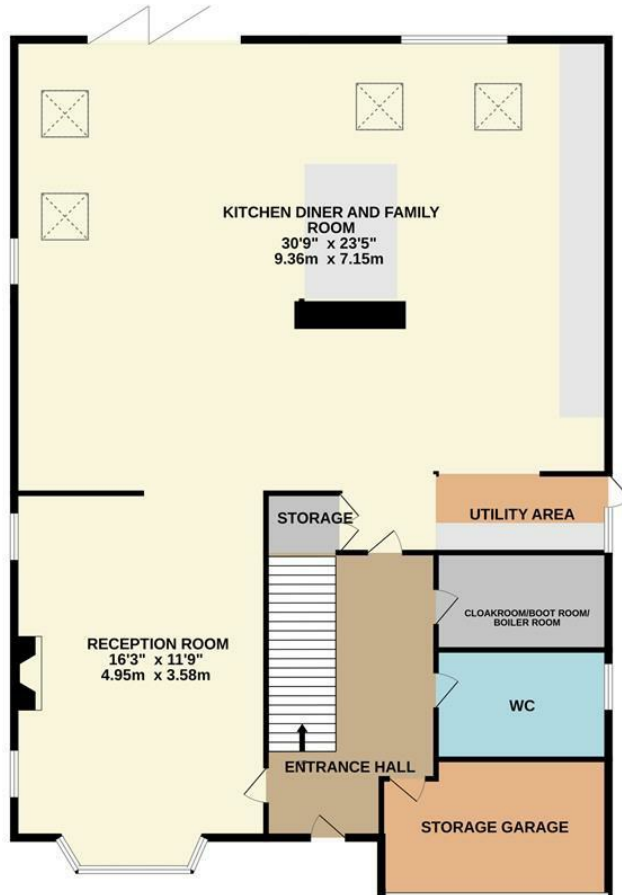 KITCHEN DINER AND FAMILY
ROOM
30'9" x 23'5"
9.36m x 7.15m
STORAGE
UTILITY AREA
CLOAKROOM/BOOT ROOM/
BOILER ROOM
RECEPTION ROOM
16'3" x 11'9"
4.95m x 3.58m
WC
ENTRANCE HALL
STORAGE GARAGE